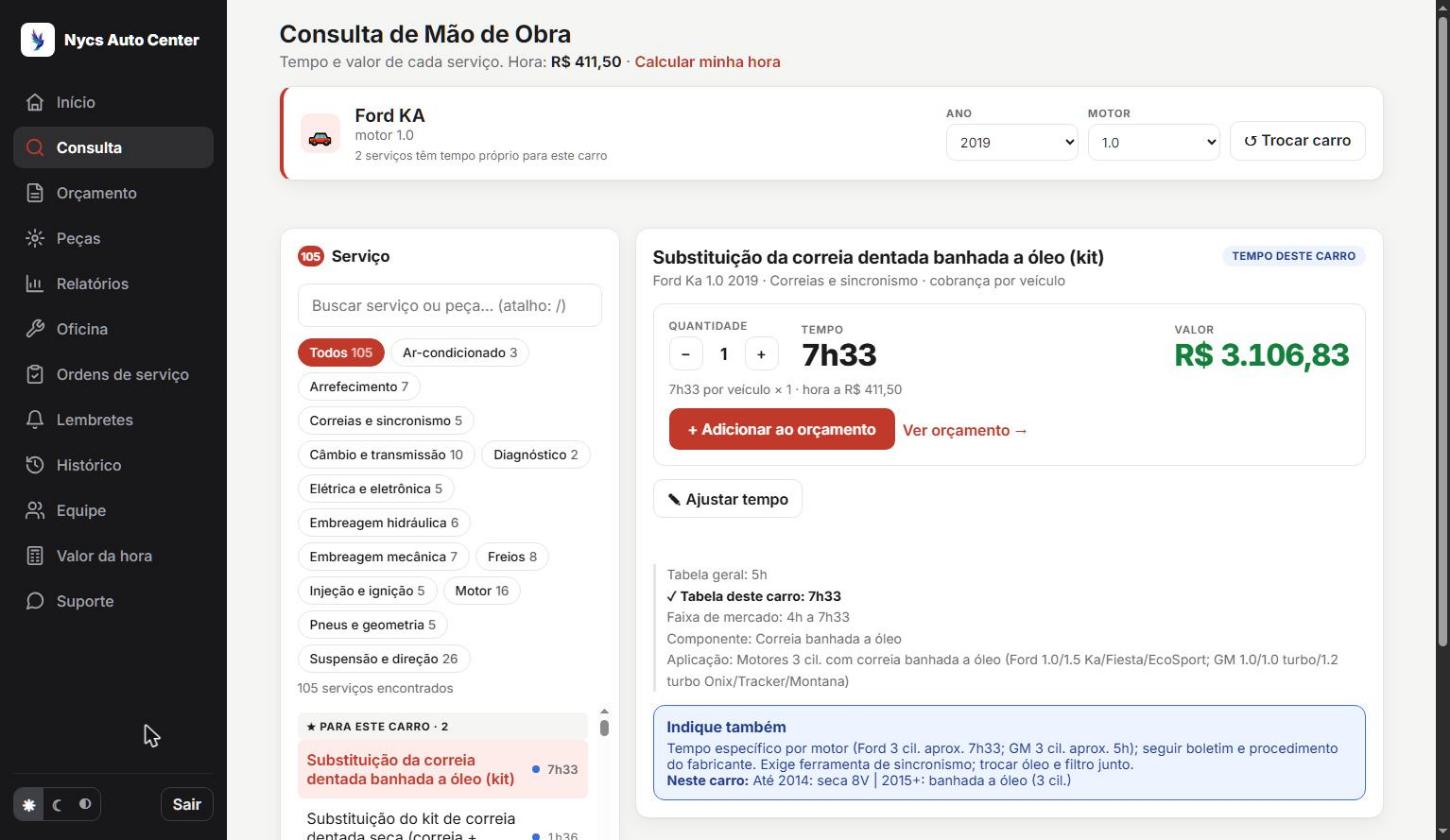 Nycs Auto Center
Início
Consulta
Orçamento
Peças
Relatórios
Oficina
Ordens de serviço
Lembretes
Histórico
Equipe
Valor da hora
Suporte
Sair
Consulta de Mão de Obra
Tempo e valor de cada serviço. Hora: R$ 411,50 · Calcular minha hora
Ford KA
motor 1.0
2 serviços têm tempo próprio para este carro
ANO
2019
MOTOR
1.0
↺ Trocar carro
105 Serviço
Buscar serviço ou peça... (atalho: /)
Todos 105 Ar-condicionado 3
Arrefecimento 7
Correias e sincronismo 5
Câmbio e transmissão 10 Diagnóstico 2
Elétrica e eletrônica 5
Embreagem hidráulica 6
Embreagem mecânica 7 Freios 8
Injeção e ignição 5 Motor 16
Pneus e geometria 5
Suspensão e direção 26
105 serviços encontrados
★ PARA ESTE CARRO · 2
Substituição da correia
dentada banhada a óleo (kit) 7h33
Substituição do kit de correia
dentada seca (correia + 1h36
Substituição da correia dentada banhada a óleo (kit) TEMPO DESTE CARRO
Ford Ka 1.0 2019 · Correias e sincronismo · cobrança por veículo
QUANTIDADE
− 1 +
TEMPO
7h33
VALOR
R$ 3.106,83
7h33 por veículo × 1 · hora a R$ 411,50
+ Adicionar ao orçamento Ver orçamento →
✎ Ajustar tempo
Tabela geral: 5h
✓ Tabela deste carro: 7h33
Faixa de mercado: 4h a 7h33
Componente: Correia banhada a óleo
Aplicação: Motores 3 cil. com correia banhada a óleo (Ford 1.0/1.5 Ka/Fiesta/EcoSport; GM 1.0/1.0 turbo/1.2
turbo Onix/Tracker/Montana)
Indique também
Tempo específico por motor (Ford 3 cil. aprox. 7h33; GM 3 cil. aprox. 5h); seguir boletim e procedimento
do fabricante. Exige ferramenta de sincronismo; trocar óleo e filtro junto.
Neste carro: Até 2014: seca 8V | 2015+: banhada a óleo (3 cil.)